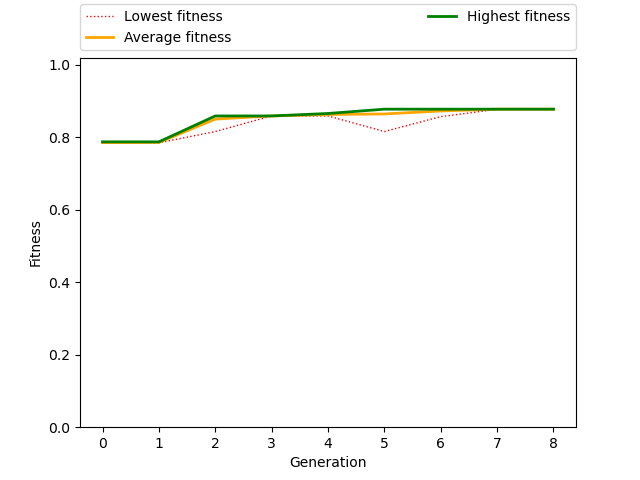 Lowest fitness
Average fitness
Highest fitness
1.0
0.8
0.6
0.4
0.2
0.0
Fitness
0 1 2 3 4 5 6 7 8
Generation